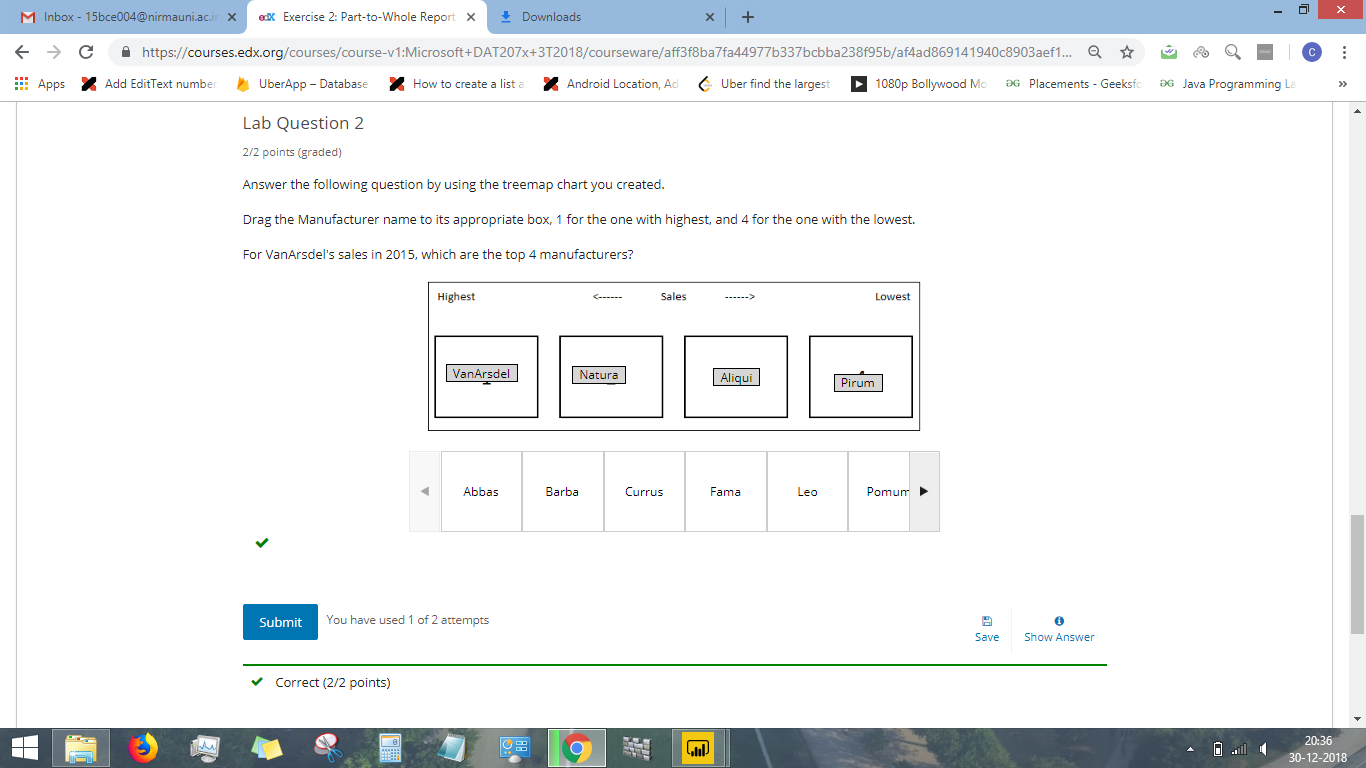 Inbox - 15bce004@nirmauni.ac.i
edX Exercise 2: Part-to-Whole Report
Downloads
https://courses.edx.org/courses/course-v1:Microsoft+DAT207x+3T2018/courseware/aff3f8ba7fa44977b337bcbba238f95b/af4ad869141940c8903aef1...
C
Apps
Add EditText number
UberApp – Database
How to create a list a
Android Location, Ad
Uber find the largest
1080p Bollywood Mo
Placements - Geeksfo
Java Programming La
»
Lab Question 2
2/2 points (graded)
Answer the following question by using the treemap chart you created.
Drag the Manufacturer name to its appropriate box, 1 for the one with highest, and 4 for the one with the lowest.
For VanArsdel's sales in 2015, which are the top 4 manufacturers?
Highest <------ Sales ------> Lowest
VanArsdel Natura Aliqui Pirum
Abbas Barba Currus Fama Leo Pomum
Submit
You have used 1 of 2 attempts
Save
Show Answer
Correct (2/2 points)
20:36
30-12-2018